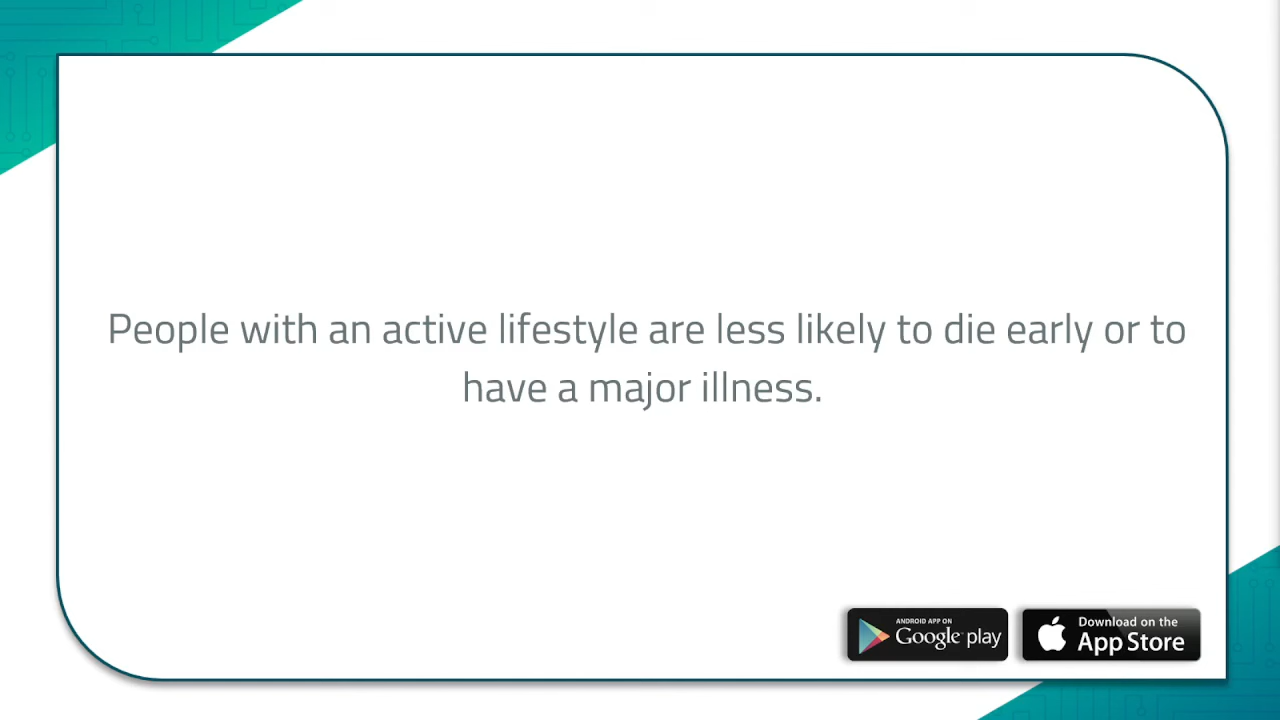 People with an active lifestyle are less likely to die early or to
have a major illness.
ANDROID APP ON
Google play
Download on the
App Store